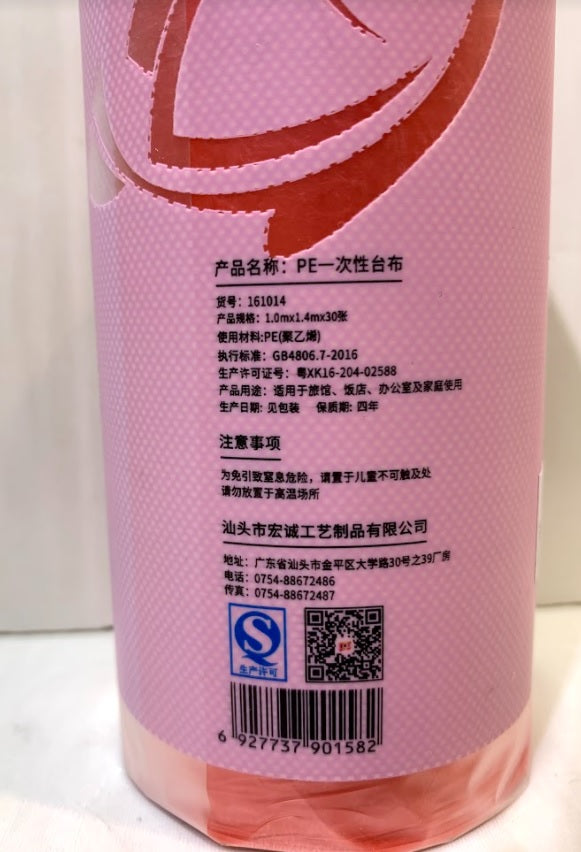 产品名称：PE一次性台布
货号：161014
产品规格：1.0mx1.4mx30张
使用材料:PE(聚乙烯)
执行标准：GB4806.7-2016
生产许可证号：粤XK16-204-02588
产品用途：适用于旅馆、饭店、办公室及家庭使用
生产日期: 见包装 保质期: 四年
注意事项
为免引致窒息危险，请置于儿童不可触及处
请勿放置于高温场所
汕头市宏诚工艺制品有限公司
地址：广东省汕头市金平区大学路30号之39厂房
电话：0754-88672486
传真：0754-88672487
生产许可
6 927737 901582